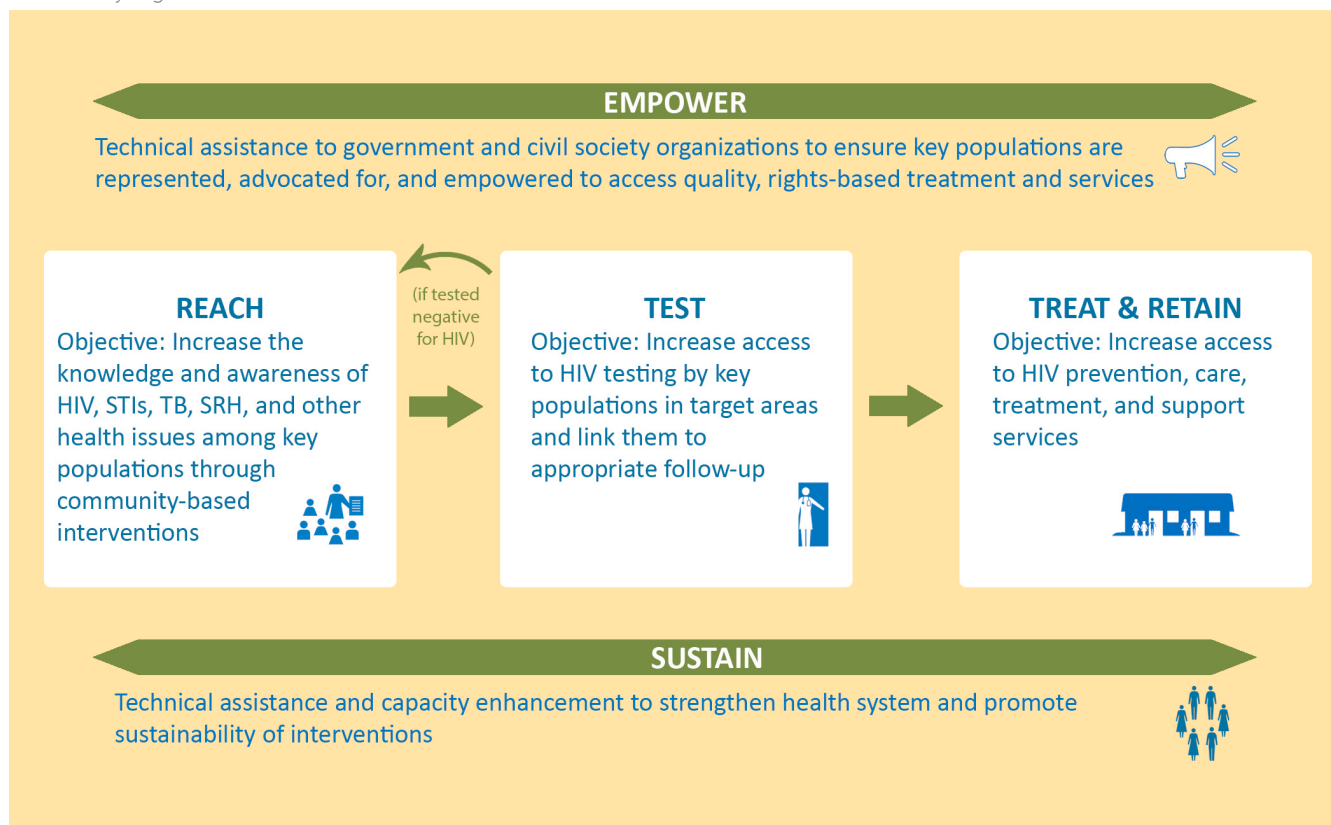 EMPOWER
Technical assistance to government and civil society organizations to ensure key populations are
represented, advocated for, and empowered to access quality, rights-based treatment and services
REACH
Objective: Increase the
knowledge and awareness of
HIV, STIs, TB, SRH, and other
health issues among key
populations through
community-based
interventions
(if tested
negative
for HIV)
TEST
Objective: Increase access
to HIV testing by key
populations in target areas
and link them to
appropriate follow-up
TREAT & RETAIN
Objective: Increase access
to HIV prevention, care,
treatment, and support
services
SUSTAIN
Technical assistance and capacity enhancement to strengthen health system and promote
sustainability of interventions